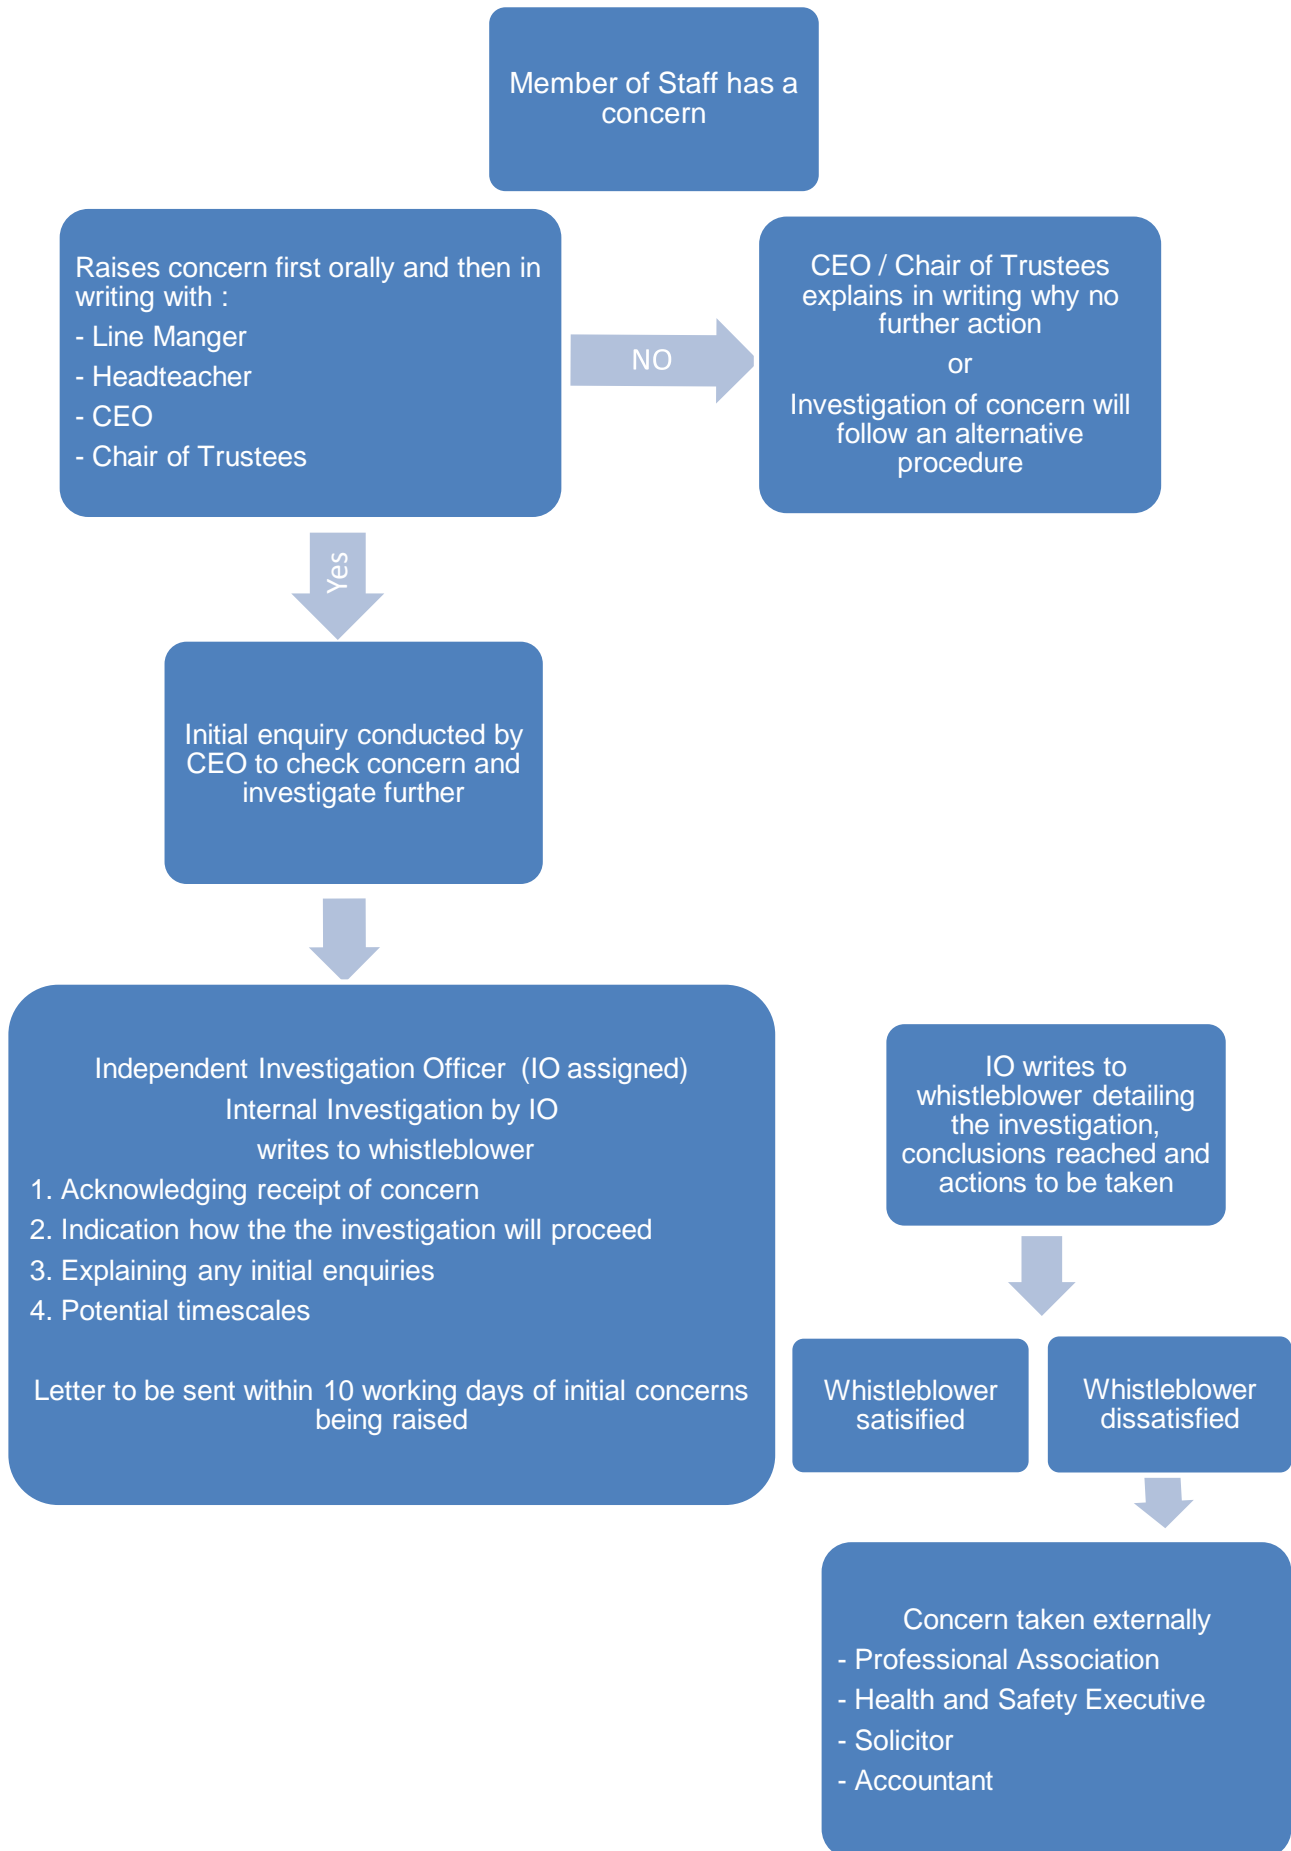 Member of Staff has a
concern
Raises concern first orally and then in
writing with :
- Line Manger
- Headteacher
- CEO
- Chair of Trustees
NO
CEO / Chair of Trustees
explains in writing why no
further action
or
Investigation of concern will
follow an alternative
procedure
Yes
Initial enquiry conducted by
CEO to check concern and
investigate further
Independent Investigation Officer (IO assigned)
Internal Investigation by IO
writes to whistleblower
1. Acknowledging receipt of concern
2. Indication how the the investigation will proceed
3. Explaining any initial enquiries
4. Potential timescales
Letter to be sent within 10 working days of initial concerns
being raised
IO writes to
whistleblower detailing
the investigation,
conclusions reached and
actions to be taken
Whistleblower
satisified
Whistleblower
dissatisfied
Concern taken externally
- Professional Association
- Health and Safety Executive
- Solicitor
- Accountant